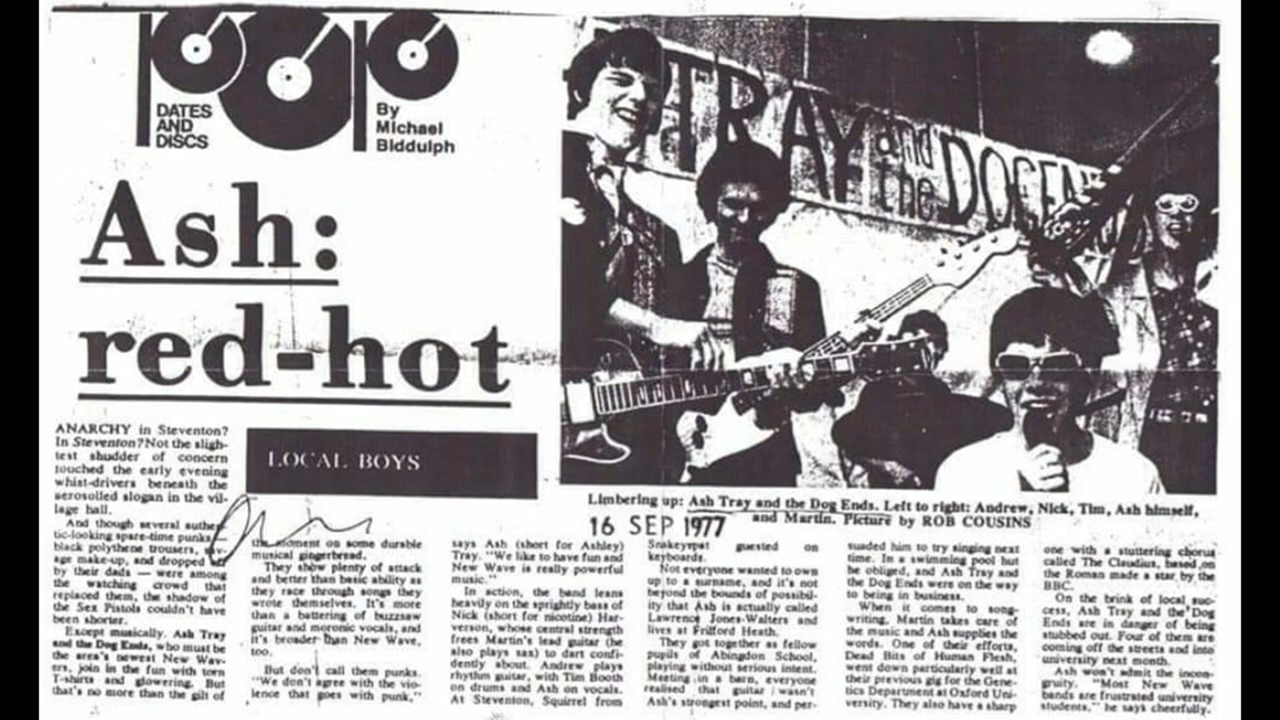 POP
DATES
AND
DISCS
By
Michael
Biddulph
Ash:
red-hot
TRAY and the DOG EN
LOCAL BOYS
Limbering up: Ash Tray and the Dog Ends. Left to right: Andrew, Nick, Tim, Ash himself,
and Martin. Picture by ROB COUSINS
16 SEP 1977
ANARCHY in Steventon?
In Steventon? Not the sligh-
test shudder of concern
touched the early evening
whist-drivers beneath the
aerosolled slogan in the vil-
lage hall.
And though several authen-
tic-looking spare-time punks,
black polythene trousers, sav-
age make-up, and dropped off
by their dads — were among
the watching crowd that
replaced them, the shadow of
the Sex Pistols couldn't have
been shorter.
Except musically. Ash Tray
and the Dog Ends, who must be
the area's newest New Wav-
ers, join in the fun with torn
T-shirts and glowering. But
that's no more than the gilt of
the moment on some durable
musical gingerbread.
They show plenty of attack
and better than basic ability as
they race through songs they
wrote themselves. It's more
than a battering of buzzsaw
guitar and moronic vocals, and
it's broader than New Wave,
too.
But don't call them punks.
"We don't agree with the vio-
lence that goes with punk,"
says Ash (short for Ashley)
Tray. "We like to have fun and
New Wave is really powerful
music."
In action, the band leans
heavily on the sprightly bass of
Nick (short for nicotine) Har-
verson, whose central strength
frees Martin's lead guitar (he
also plays sax) to dart confi-
dently about. Andrew plays
rhythm guitar, with Tim Booth
on drums and Ash on vocals.
At Steventon, Squirrel from
Snakeyspat guested on
keyboards.
Not everyone wanted to own
up to a surname, and it's not
beyond the bounds of possibil-
ity that Ash is actually called
Lawrence Jones-Walters and
lives at Frilford Heath.
They got together as fellow
pupils of Abingdon School,
playing without serious intent.
Meeting in a barn, everyone
realised that guitar wasn't
Ash's strongest point, and per-
suaded him to try singing next
time. In a swimming pool hut
he obliged, and Ash Tray and
the Dog Ends were on the way
to being in business.
When it comes to song-
writing, Martin takes care of
the music and Ash supplies the
words. One of their efforts,
Dead Bits of Human Flesh,
went down particularly well at
their previous gig for the Gene-
tics Department at Oxford Uni-
versity. They also have a sharp
one with a stuttering chorus
called The Claudius, based on
the Roman made a star by the
BBC.
On the brink of local suc-
cess, Ash Tray and the Dog
Ends are in danger of being
stubbed out. Four of them are
coming off the streets and into
university next month.
Ash won't admit the incon-
gruity. "Most New Wave
bands are frustrated university
students," he says cheerfully.